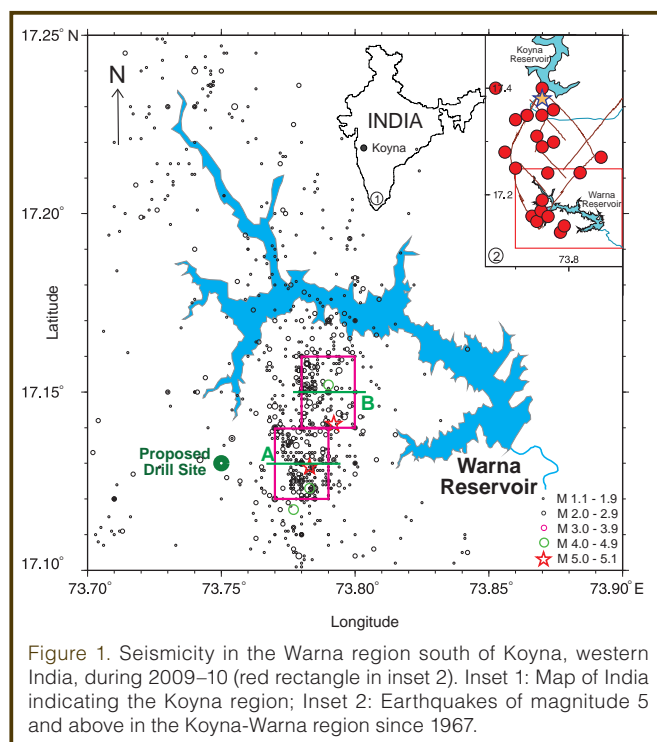 17.25° N
N
INDIA
Koyna
1
Koyna
Reservoir
17.4
17.2
Warna
Reservoir
2
73.8
17.20°
Latitude
17.15°
B
A
Proposed
Drill Site
Warna
Reservoir
M 1.1 - 1.9
M 2.0 - 2.9
M 3.0 - 3.9
M 4.0 - 4.9
M 5.0 - 5.1
17.10°
73.70° 73.75° 73.80° 73.85° 73.90° E
Longitude
Figure 1. Seismicity in the Warna region south of Koyna, western
India, during 2009–10 (red rectangle in inset 2). Inset 1: Map of India
indicating the Koyna region; Inset 2: Earthquakes of magnitude 5
and above in the Koyna-Warna region since 1967.